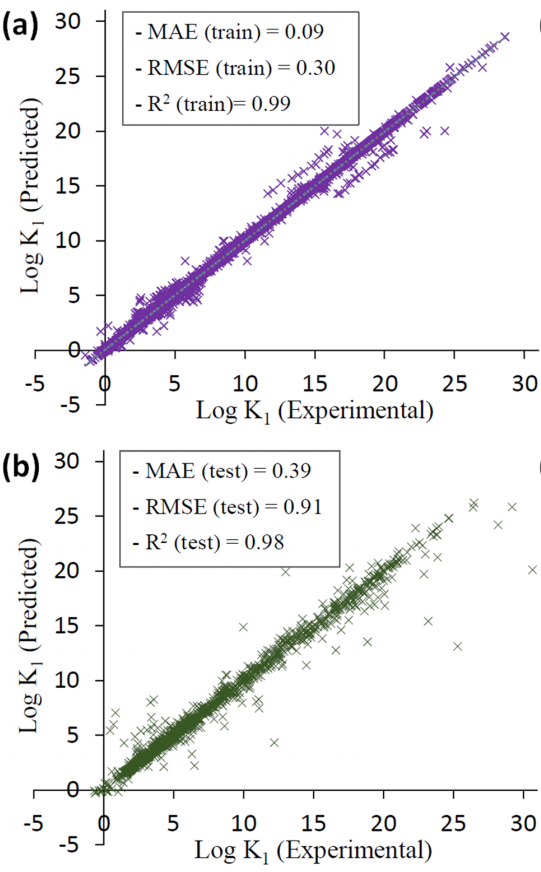 (a)
- MAE (train) = 0.09
- RMSE (train) = 0.30
- R² (train)= 0.99
30
25
20
15
10
5
0
-5
Log K₁ (Predicted)
-5 0 5 10 15 20 25 30
Log K₁ (Experimental)
(b)
- MAE (test) = 0.39
- RMSE (test) = 0.91
- R² (test) = 0.98
30
25
20
15
10
5
0
-5
Log K₁ (Predicted)
-5 0 5 10 15 20 25 30
Log K₁ (Experimental)